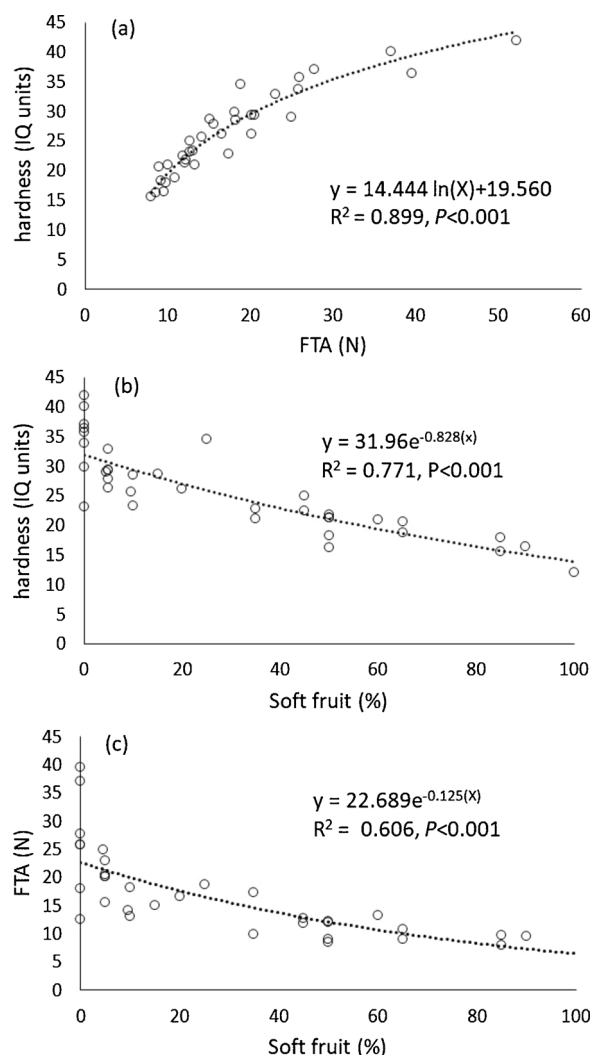 (a)
45
40
35
30
25
20
15
10
5
0
hardness (IQ units)
y = 14.444 ln(X)+19.560
R2 = 0.899, P<0.001
0 10 20 30 40 50 60
FTA (N)
(b)
45
40
35
30
25
20
15
10
5
0
hardness (IQ units)
y = 31.96e-0.828(x)
R2 = 0.771, P<0.001
0 20 40 60 80 100
Soft fruit (%)
(c)
45
40
35
30
25
20
15
10
5
0
FTA (N)
y = 22.689e-0.125(X)
R2 = 0.606, P<0.001
0 20 40 60 80 100
Soft fruit (%)